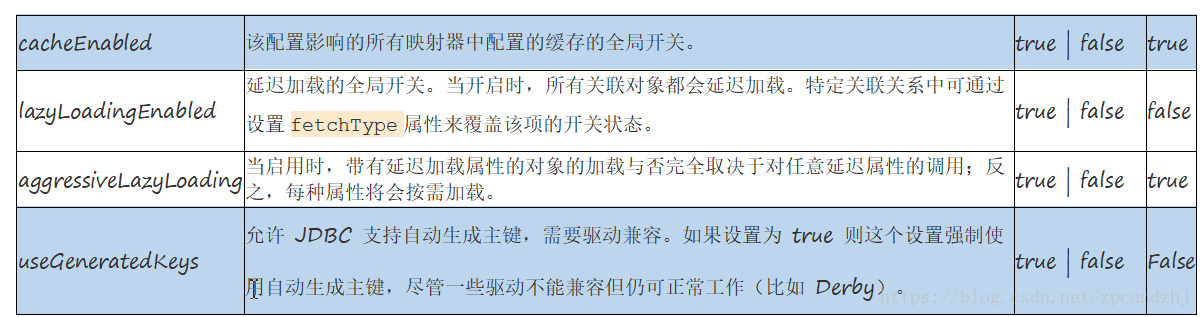 cacheEnabled 该配置影响的所有映射器中配置的缓存的全局开关。 true | false true
延迟加载的全局开关。当开启时，所有关联对象都会延迟加载。特定关联关系中可通过
lazyLoadingEnabled 设置 fetchType 属性来覆盖该项的开关状态。 true | false false
当启用时，带有延迟加载属性的对象的加载与否完全取决于对任意延迟属性的调用；反
aggressiveLazyLoading 之，每种属性将会按需加载。 true | false true
允许 JDBC 支持自动生成主键，需要驱动兼容。如果设置为 true 则这个设置强制使
useGeneratedKeys 用自动生成主键，尽管一些驱动不能兼容但仍可正常工作（比如 Derby）。 true | false False
https://blog.csdn.net/zpcandzhj